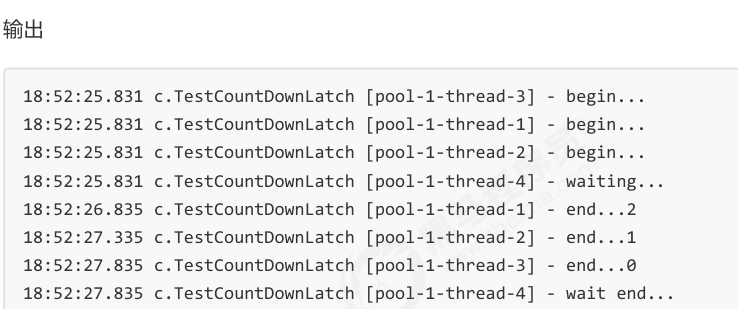 输出
18:52:25.831 c.TestCountDownLatch [pool-1-thread-3] - begin...
18:52:25.831 c.TestCountDownLatch [pool-1-thread-1] - begin...
18:52:25.831 c.TestCountDownLatch [pool-1-thread-2] - begin...
18:52:25.831 c.TestCountDownLatch [pool-1-thread-4] - waiting...
18:52:26.835 c.TestCountDownLatch [pool-1-thread-1] - end...2
18:52:27.335 c.TestCountDownLatch [pool-1-thread-2] - end...1
18:52:27.835 c.TestCountDownLatch [pool-1-thread-3] - end...0
18:52:27.835 c.TestCountDownLatch [pool-1-thread-4] - wait end...